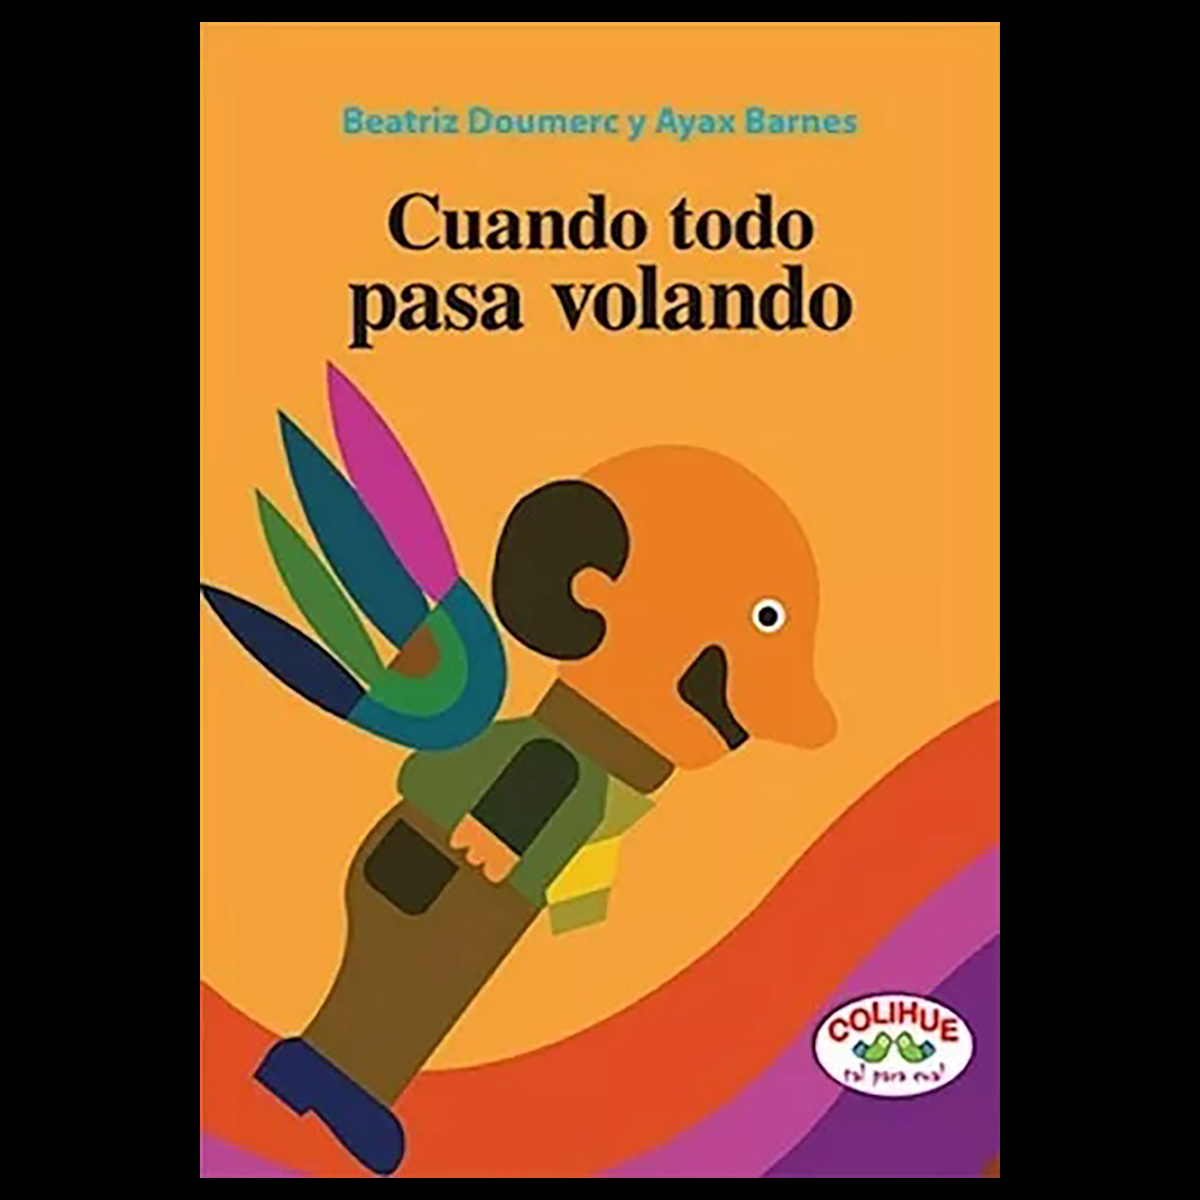 Beatriz Doumerc y Ayax Barnes
Cuando todo
pasa volando
COLIHUE
tal para cual